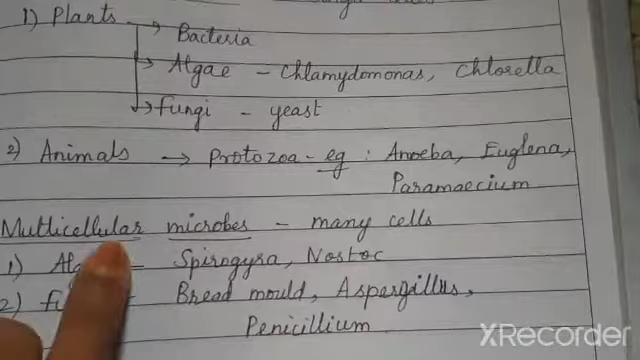 1) Plants → Bacteria
→ Algae - Chlamydomonas, Chlorella
→ Fungi - yeast
2) Animals → Protozoa - eg : Amoeba, Euglena,
Paramaecium
Multicellular microbes - many cells
1) Al - Spirogyra, Nostoc
2) - Bread mould, Aspergillus,
Penicillium
XRecorder